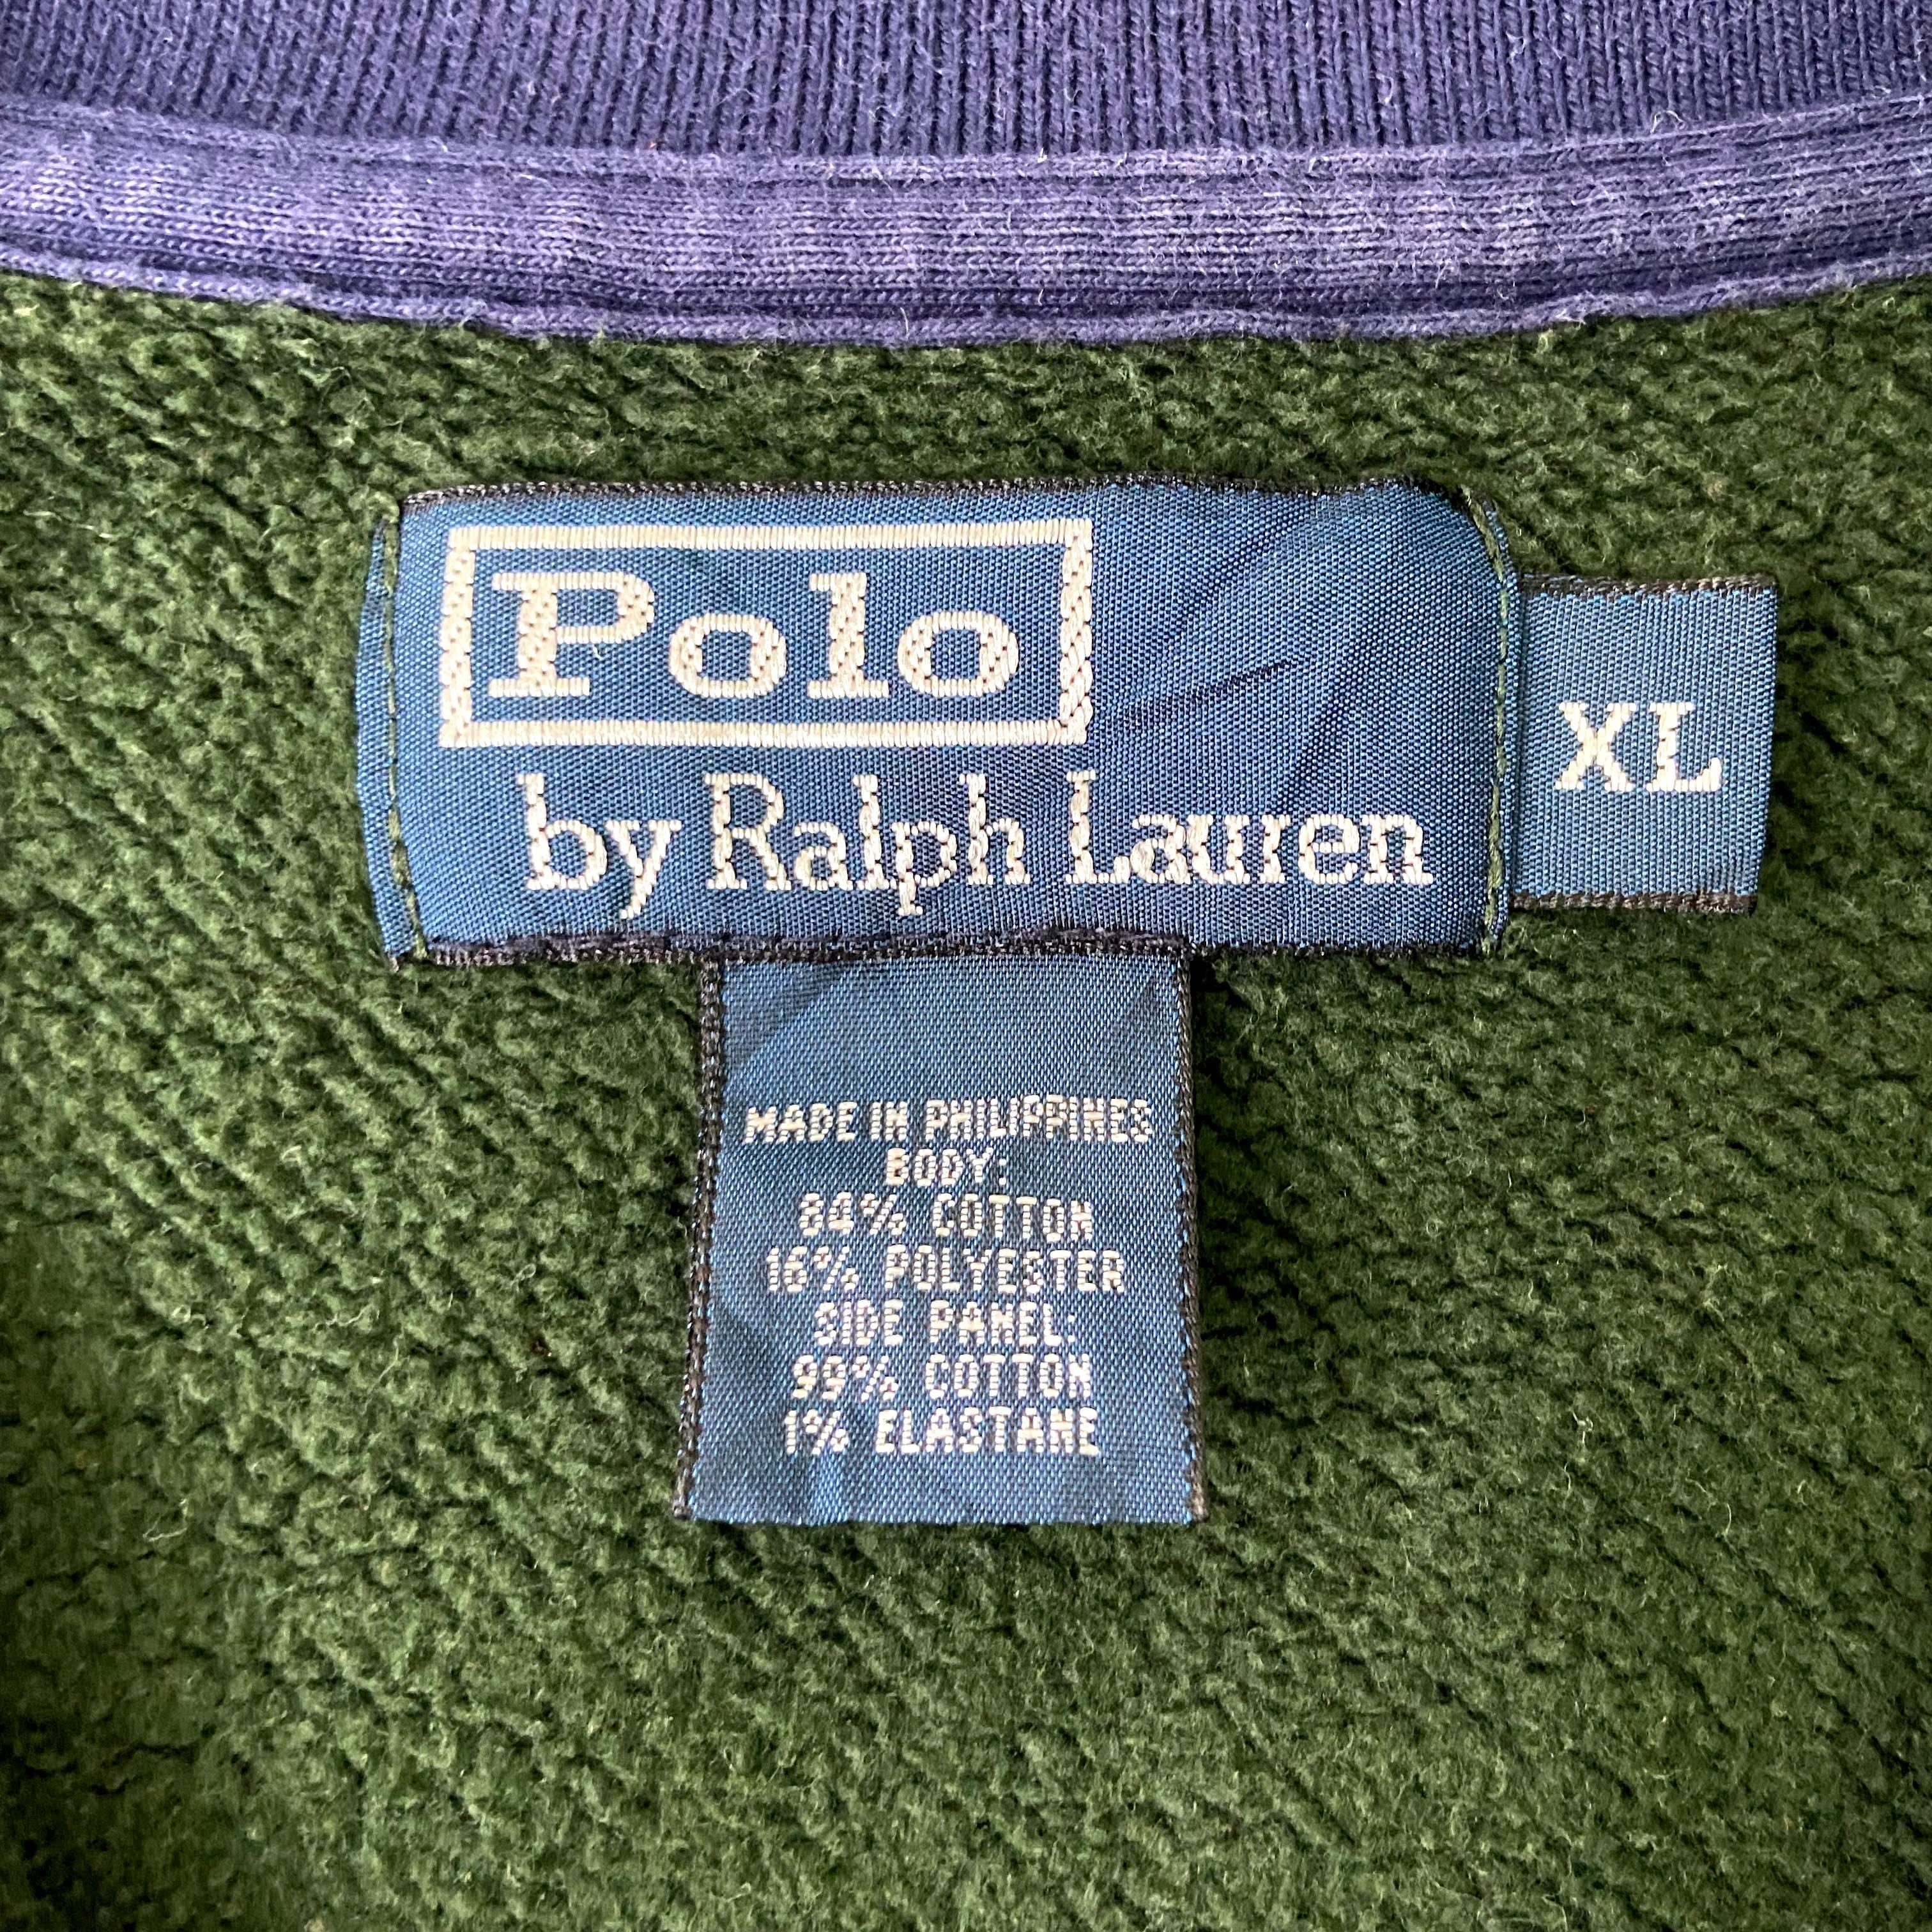 Polo
by Ralph Lauren
XL
MADE IN PHILIPPINES
BODY:
84% COTTON
16% POLYESTER
SIDE PANEL:
99% COTTON
1% ELASTANE